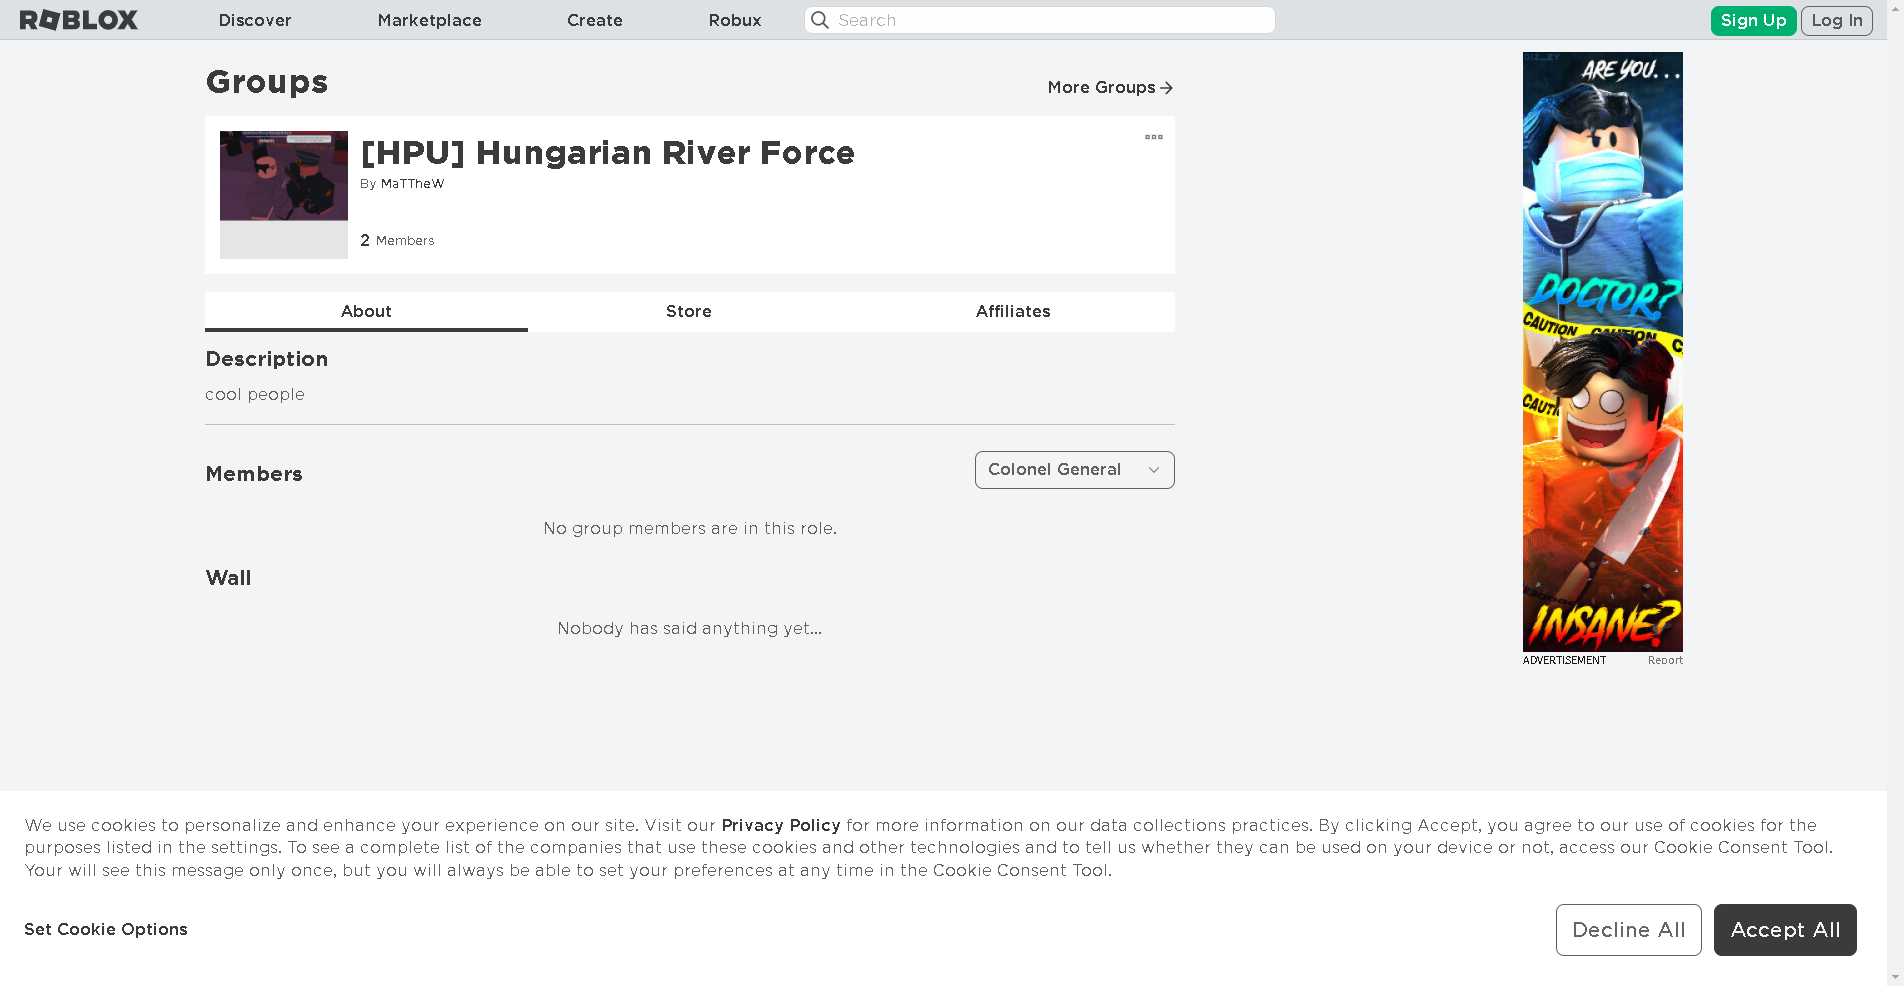 ROBLOX
Discover
Marketplace
Create
Robux
Search
Sign Up
Log In
Groups
More Groups
[HPU] Hungarian River Force
By MaTTheW
2 Members
About
Store
Affiliates
Description
cool people
Members
Colonel General
No group members are in this role.
Wall
Nobody has said anything yet...
ARE YOU...
DOCTOR?
CAUTION CAUTION C
CAUTI
INSANE?
ADVERTISEMENT
Report
We use cookies to personalize and enhance your experience on our site. Visit our Privacy Policy for more information on our data collections practices. By clicking Accept, you agree to our use of cookies for the
purposes listed in the settings. To see a complete list of the companies that use these cookies and other technologies and to tell us whether they can be used on your device or not, access our Cookie Consent Tool.
Your will see this message only once, but you will always be able to set your preferences at any time in the Cookie Consent Tool.
Set Cookie Options
Decline All
Accept All